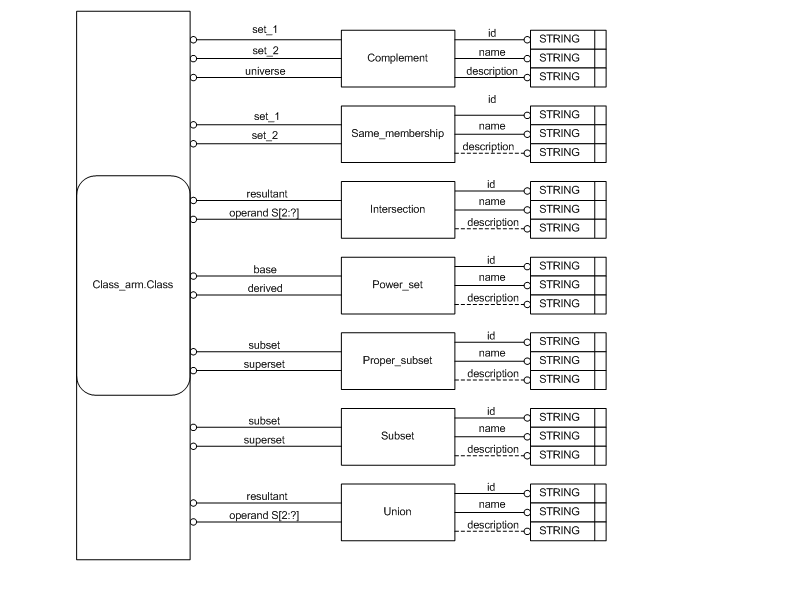 set_1
id
STRING
set_2
Complement
name
STRING
universe
description
STRING
id
set_1
STRING
set_2
Same_membership
name
STRING
description
STRING
resultant
id
STRING
operand S[2:?]
Intersection
name
STRING
description
STRING
Class_arm.Class
base
id
STRING
derived
Power_set
name
STRING
description
STRING
subset
id
STRING
superset
Proper_subset
name
STRING
description
STRING
subset
id
STRING
superset
Subset
name
STRING
description
STRING
resultant
id
STRING
operand S[2:?]
Union
name
STRING
description
STRING